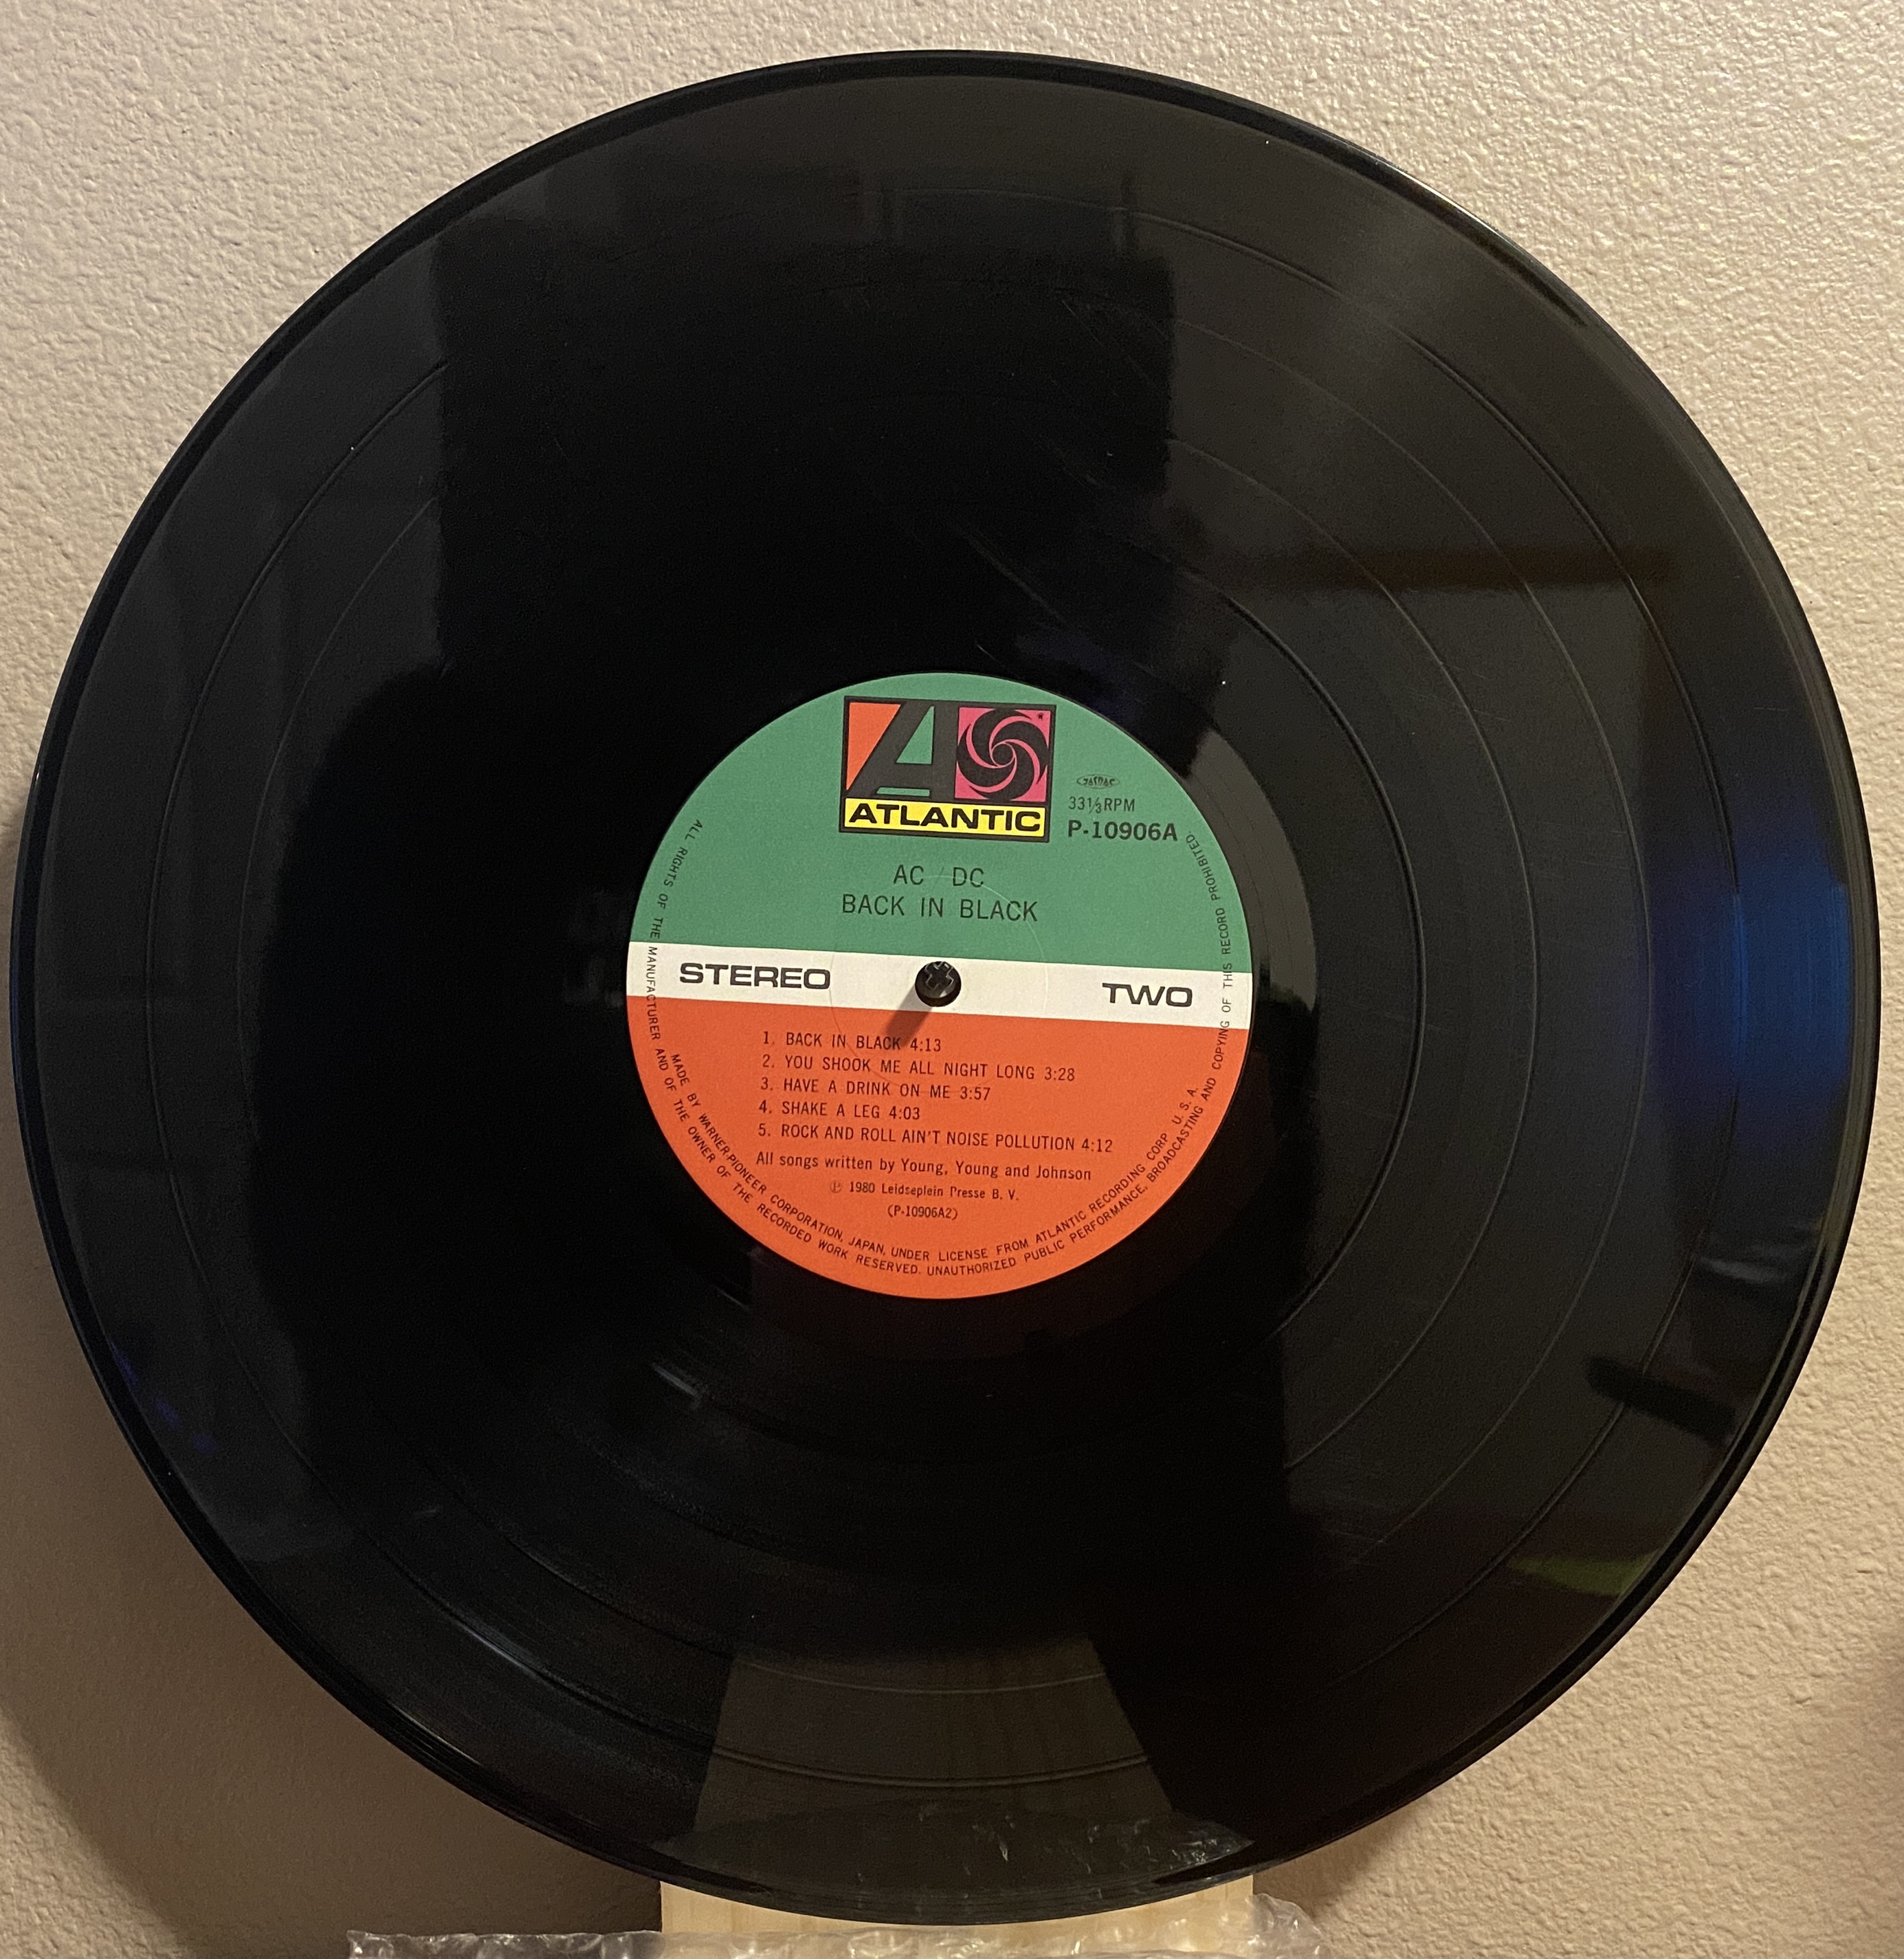 ATLANTIC
JASRAC
33⅓RPM
P-10906A
AC/DC
BACK IN BLACK
STEREO
TWO
1. BACK IN BLACK 4:13
2. YOU SHOOK ME ALL NIGHT LONG 3:28
3. HAVE A DRINK ON ME 3:57
4. SHAKE A LEG 4:03
5. ROCK AND ROLL AIN'T NOISE POLLUTION 4:12
All songs written by Young, Young and Johnson
℗ 1980 Leidseplein Presse B. V.
(P-10906A2)
MADE BY WARNER-PIONEER CORPORATION, JAPAN, UNDER LICENSE FROM ATLANTIC RECORDING CORP. U. S. A.
ALL RIGHTS OF THE MANUFACTURER AND OF THE OWNER OF THE RECORDED WORK RESERVED. UNAUTHORIZED PUBLIC PERFORMANCE, BROADCASTING AND COPYING OF THIS RECORD PROHIBITED